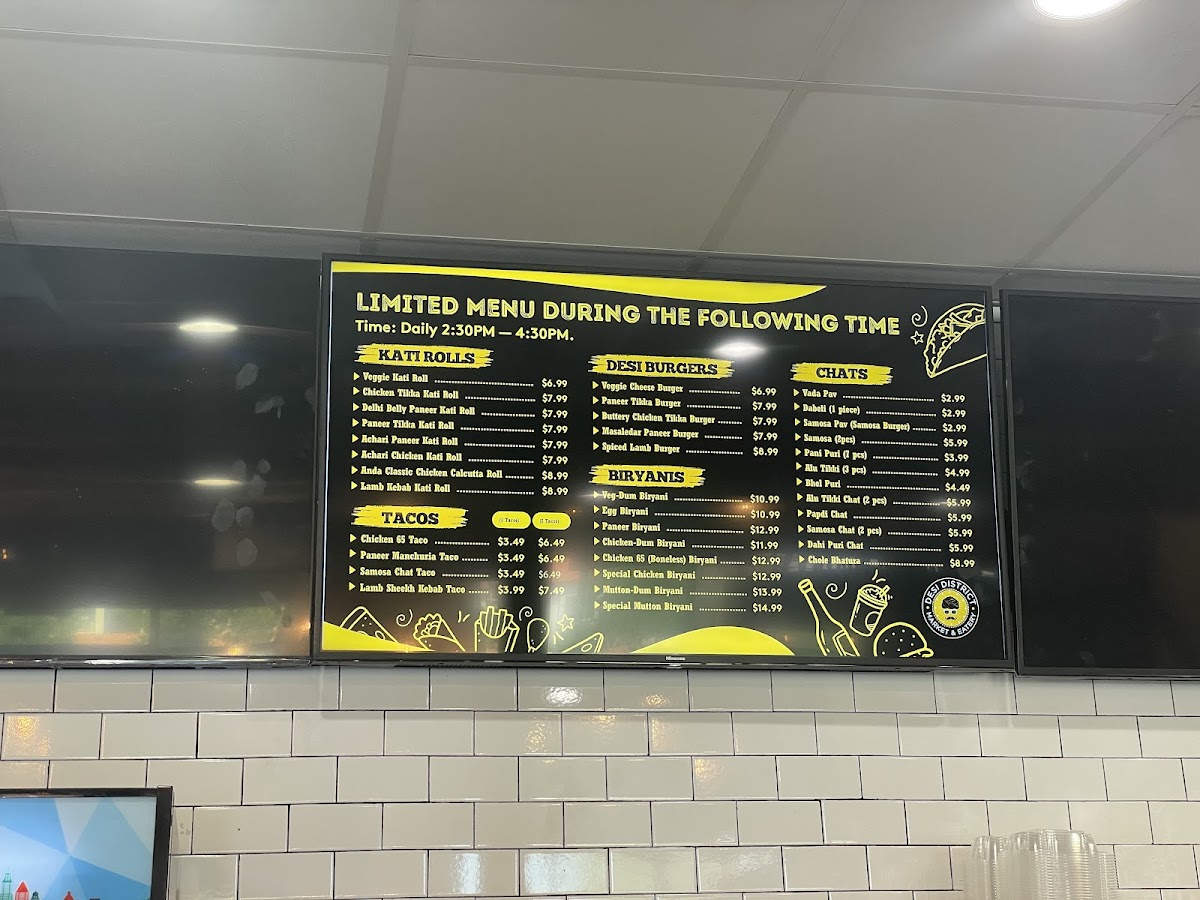 LIMITED MENU DURING THE FOLLOWING TIME
Time: Daily 2:30PM — 4:30PM.
KATI ROLLS
Veggie Kati Roll $6.99
Chicken Tikka Kati Roll $7.99
Delhi Belly Paneer Kati Roll $7.99
Paneer Tikka Kati Roll $7.99
Achari Paneer Kati Roll $7.99
Achari Chicken Kati Roll $7.99
Anda Classic Chicken Calcutta Roll $8.99
Lamb Kebab Kati Roll $8.99
TACOS (1 Tacos) (2 Tacos)
Chicken 65 Taco $3.49 $6.49
Paneer Manchuria Taco $3.49 $6.49
Samosa Chat Taco $3.49 $6.49
Lamb Sheekh Kebab Taco $3.99 $7.49
DESI BURGERS
Veggie Cheese Burger $6.99
Paneer Tikka Burger $7.99
Buttery Chicken Tikka Burger $7.99
Masaledar Paneer Burger $7.99
Spiced Lamb Burger $8.99
BIRYANIS
Veg-Dum Biryani $10.99
Egg Biryani $10.99
Paneer Biryani $12.99
Chicken-Dum Biryani $11.99
Chicken 65 (Boneless) Biryani $12.99
Special Chicken Biryani $12.99
Mutton-Dum Biryani $13.99
Special Mutton Biryani $14.99
CHATS
Vada Pav $2.99
Dabeli (1 piece) $2.99
Samosa Pav (Samosa Burger) $2.99
Samosa (2pcs) $5.99
Pani Puri (7 pcs) $3.99
Alu Tikki (3 pcs) $4.99
Bhel Puri $4.49
Alu Tikki Chat (2 pcs) $5.99
Papdi Chat $5.99
Samosa Chat (2 pcs) $5.99
Dahi Puri Chat $5.99
Chole Bhatura $8.99
DESI DISTRICT
MARKET & EATERY
Hisense